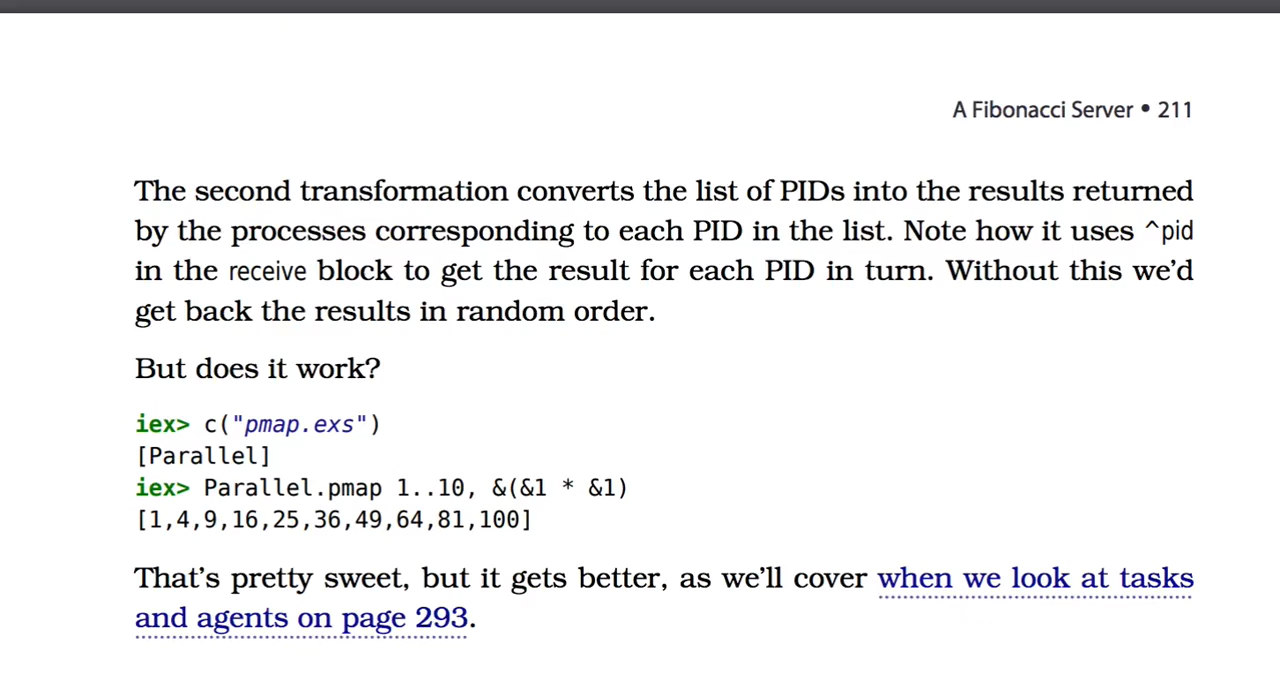 A Fibonacci Server • 211
The second transformation converts the list of PIDs into the results returned
by the processes corresponding to each PID in the list. Note how it uses ^pid
in the receive block to get the result for each PID in turn. Without this we’d
get back the results in random order.
But does it work?
iex> c("pmap.exs")
[Parallel]
iex> Parallel.pmap 1..10, &(&1 * &1)
[1,4,9,16,25,36,49,64,81,100]
That’s pretty sweet, but it gets better, as we’ll cover when we look at tasks
and agents on page 293.